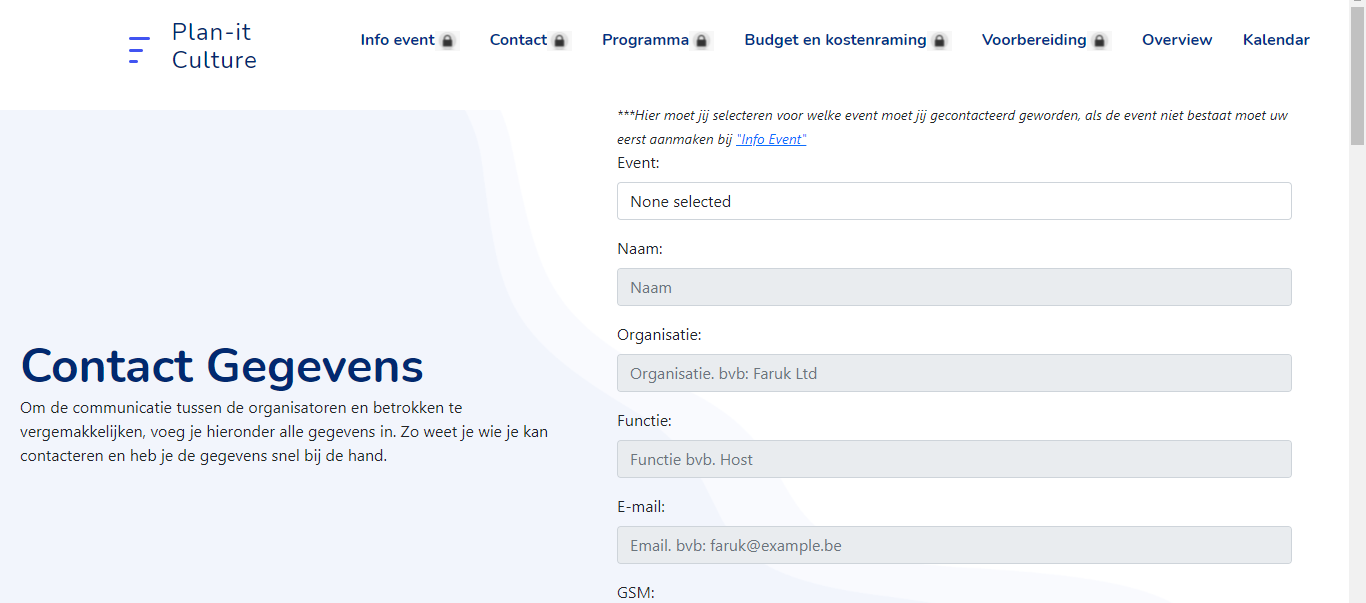 Plan-it
Culture
Info event
Contact
Programma
Budget en kostenraming
Voorbereiding
Overview
Kalendar
***Hier moet jij selecteren voor welke event moet jij gecontacteerd geworden, als de event niet bestaat moet uw
eerst aanmaken bij "Info Event"
Event:
None selected
Naam:
Naam
Organisatie:
Organisatie. bvb: Faruk Ltd
Functie:
Functie bvb. Host
E-mail:
Email. bvb: faruk@example.be
GSM:
Contact Gegevens
Om de communicatie tussen de organisatoren en betrokken te
vergemakkelijken, voeg je hieronder alle gegevens in. Zo weet je wie je kan
contacteren en heb je de gegevens snel bij de hand.